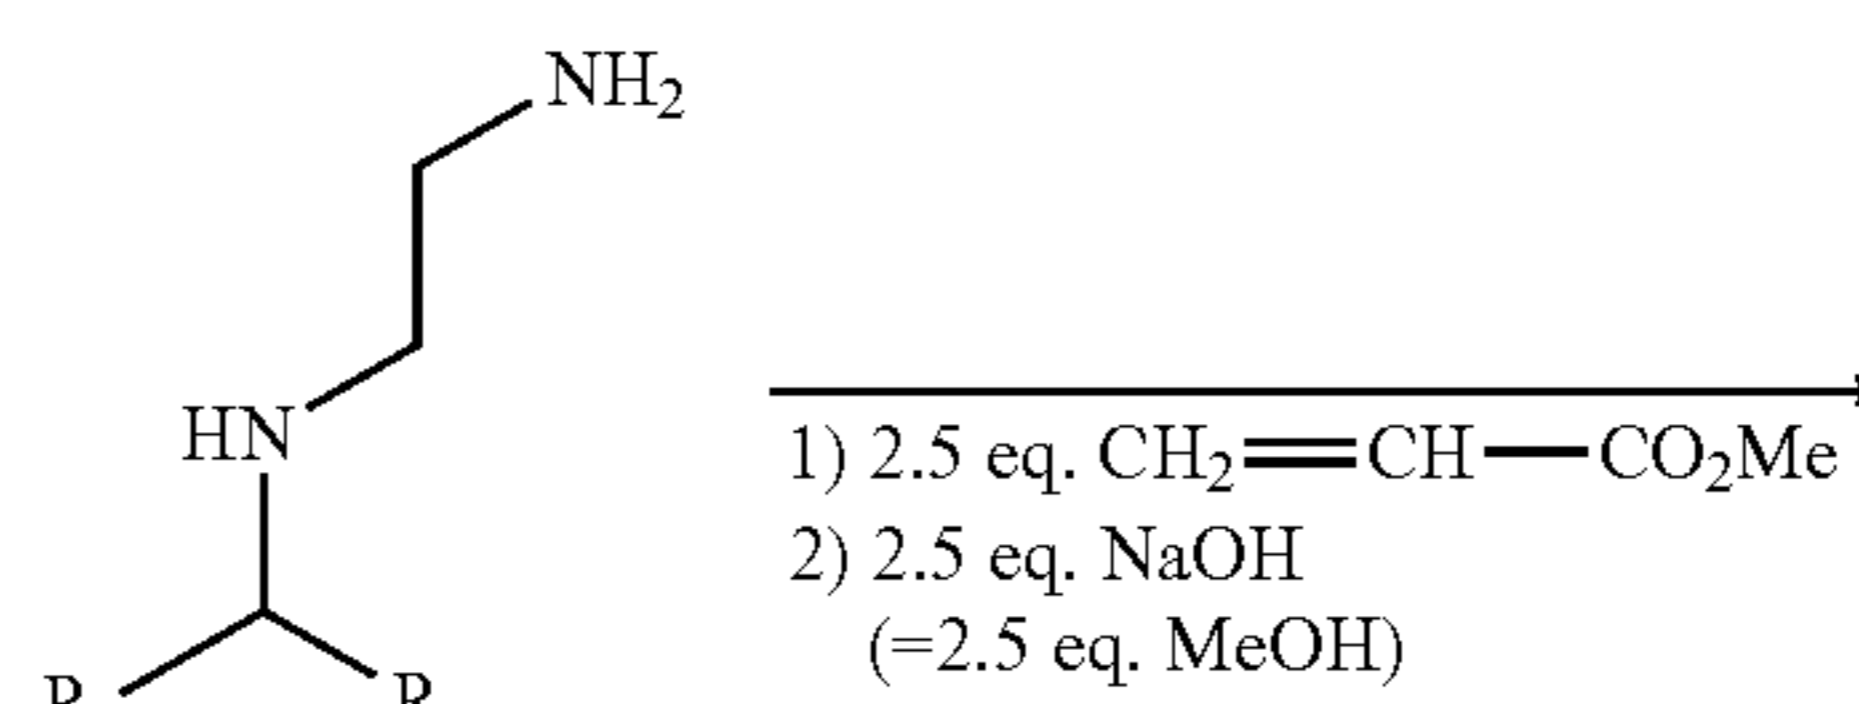 NH₂
HN
1) 2.5 eq. CH₂=CH—CO₂Me
2) 2.5 eq. NaOH
(=2.5 eq. MeOH)
R R